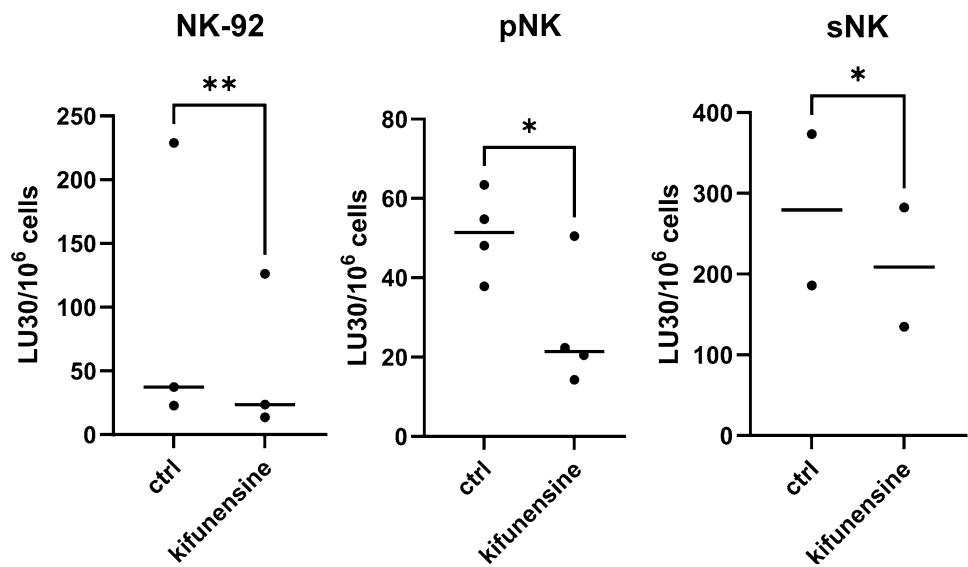 NK-92
**
LU30/10⁶ cells
250
200
150
100
50
0
ctrl
kifunensine
pNK
*
LU30/10⁶ cells
80
60
40
20
0
ctrl
kifunensine
sNK
*
LU30/10⁶ cells
400
300
200
100
0
ctrl
kifunensine